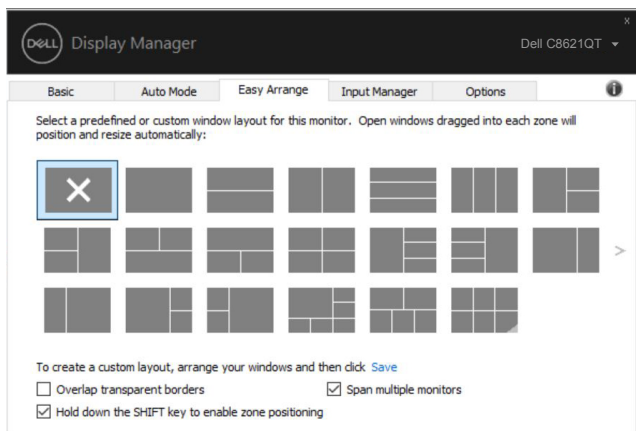 x
DELL Display Manager
Dell C8621QT
Basic Auto Mode Easy Arrange Input Manager Options
Select a predefined or custom window layout for this monitor. Open windows dragged into each zone will
position and resize automatically:
To create a custom layout, arrange your windows and then click Save
Overlap transparent borders Span multiple monitors
Hold down the SHIFT key to enable zone positioning